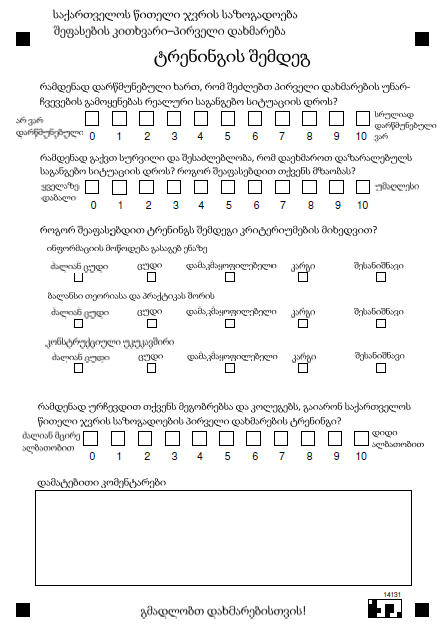 საქართველოს წითელი ჯვრის საზოგადოება
შეფასების კითხვარი–პირველი დახმარება
ტრენინგის შემდეგ
რამდენად დარწმუნებული ხართ, რომ შეძლებთ პირველი დახმარების უნარ-
ჩვევების გამოყენებას რეალური საგანგებო სიტუაციის დროს?
არ ვარ
დარწმუნებული
სრულიად
დარწმუნებული
ვარ
0 1 2 3 4 5 6 7 8 9 10
რამდენად გაქვთ სურვილი და შესაძლებლობა, რომ დაეხმაროთ დაზარალებულს
საგანგებო სიტუაციის დროს? როგორ შეაფასებდით თქვენს მზაობას?
ყველაზე
დაბალი
უმაღლესი
0 1 2 3 4 5 6 7 8 9 10
როგორ შეაფასებდით ტრენინგს შემდეგი კრიტერიუმების მიხედვით?
ინფორმაციის მოწოდება გასაგებ ენაზე
ძალიან ცუდი ცუდი დამაკმაყოფილებელი კარგი შესანიშნავი
ბალანსი თეორიასა და პრაქტიკას შორის
ძალიან ცუდი ცუდი დამაკმაყოფილებელი კარგი შესანიშნავი
კონსტრუქციული უკუკავშირი
ძალიან ცუდი ცუდი დამაკმაყოფილებელი კარგი შესანიშნავი
რამდენად ურჩევდით თქვენს მეგობრებსა და კოლეგებს, გაიარონ საქართველოს
წითელი ჯვრის საზოგადოების პირველი დახმარების ტრენინგი?
ძალიან მცირე
ალბათობით
დიდი
ალბათობით
0 1 2 3 4 5 6 7 8 9 10
დამატებითი კომენტარები
14131
გმადლობთ დახმარებისთვის!